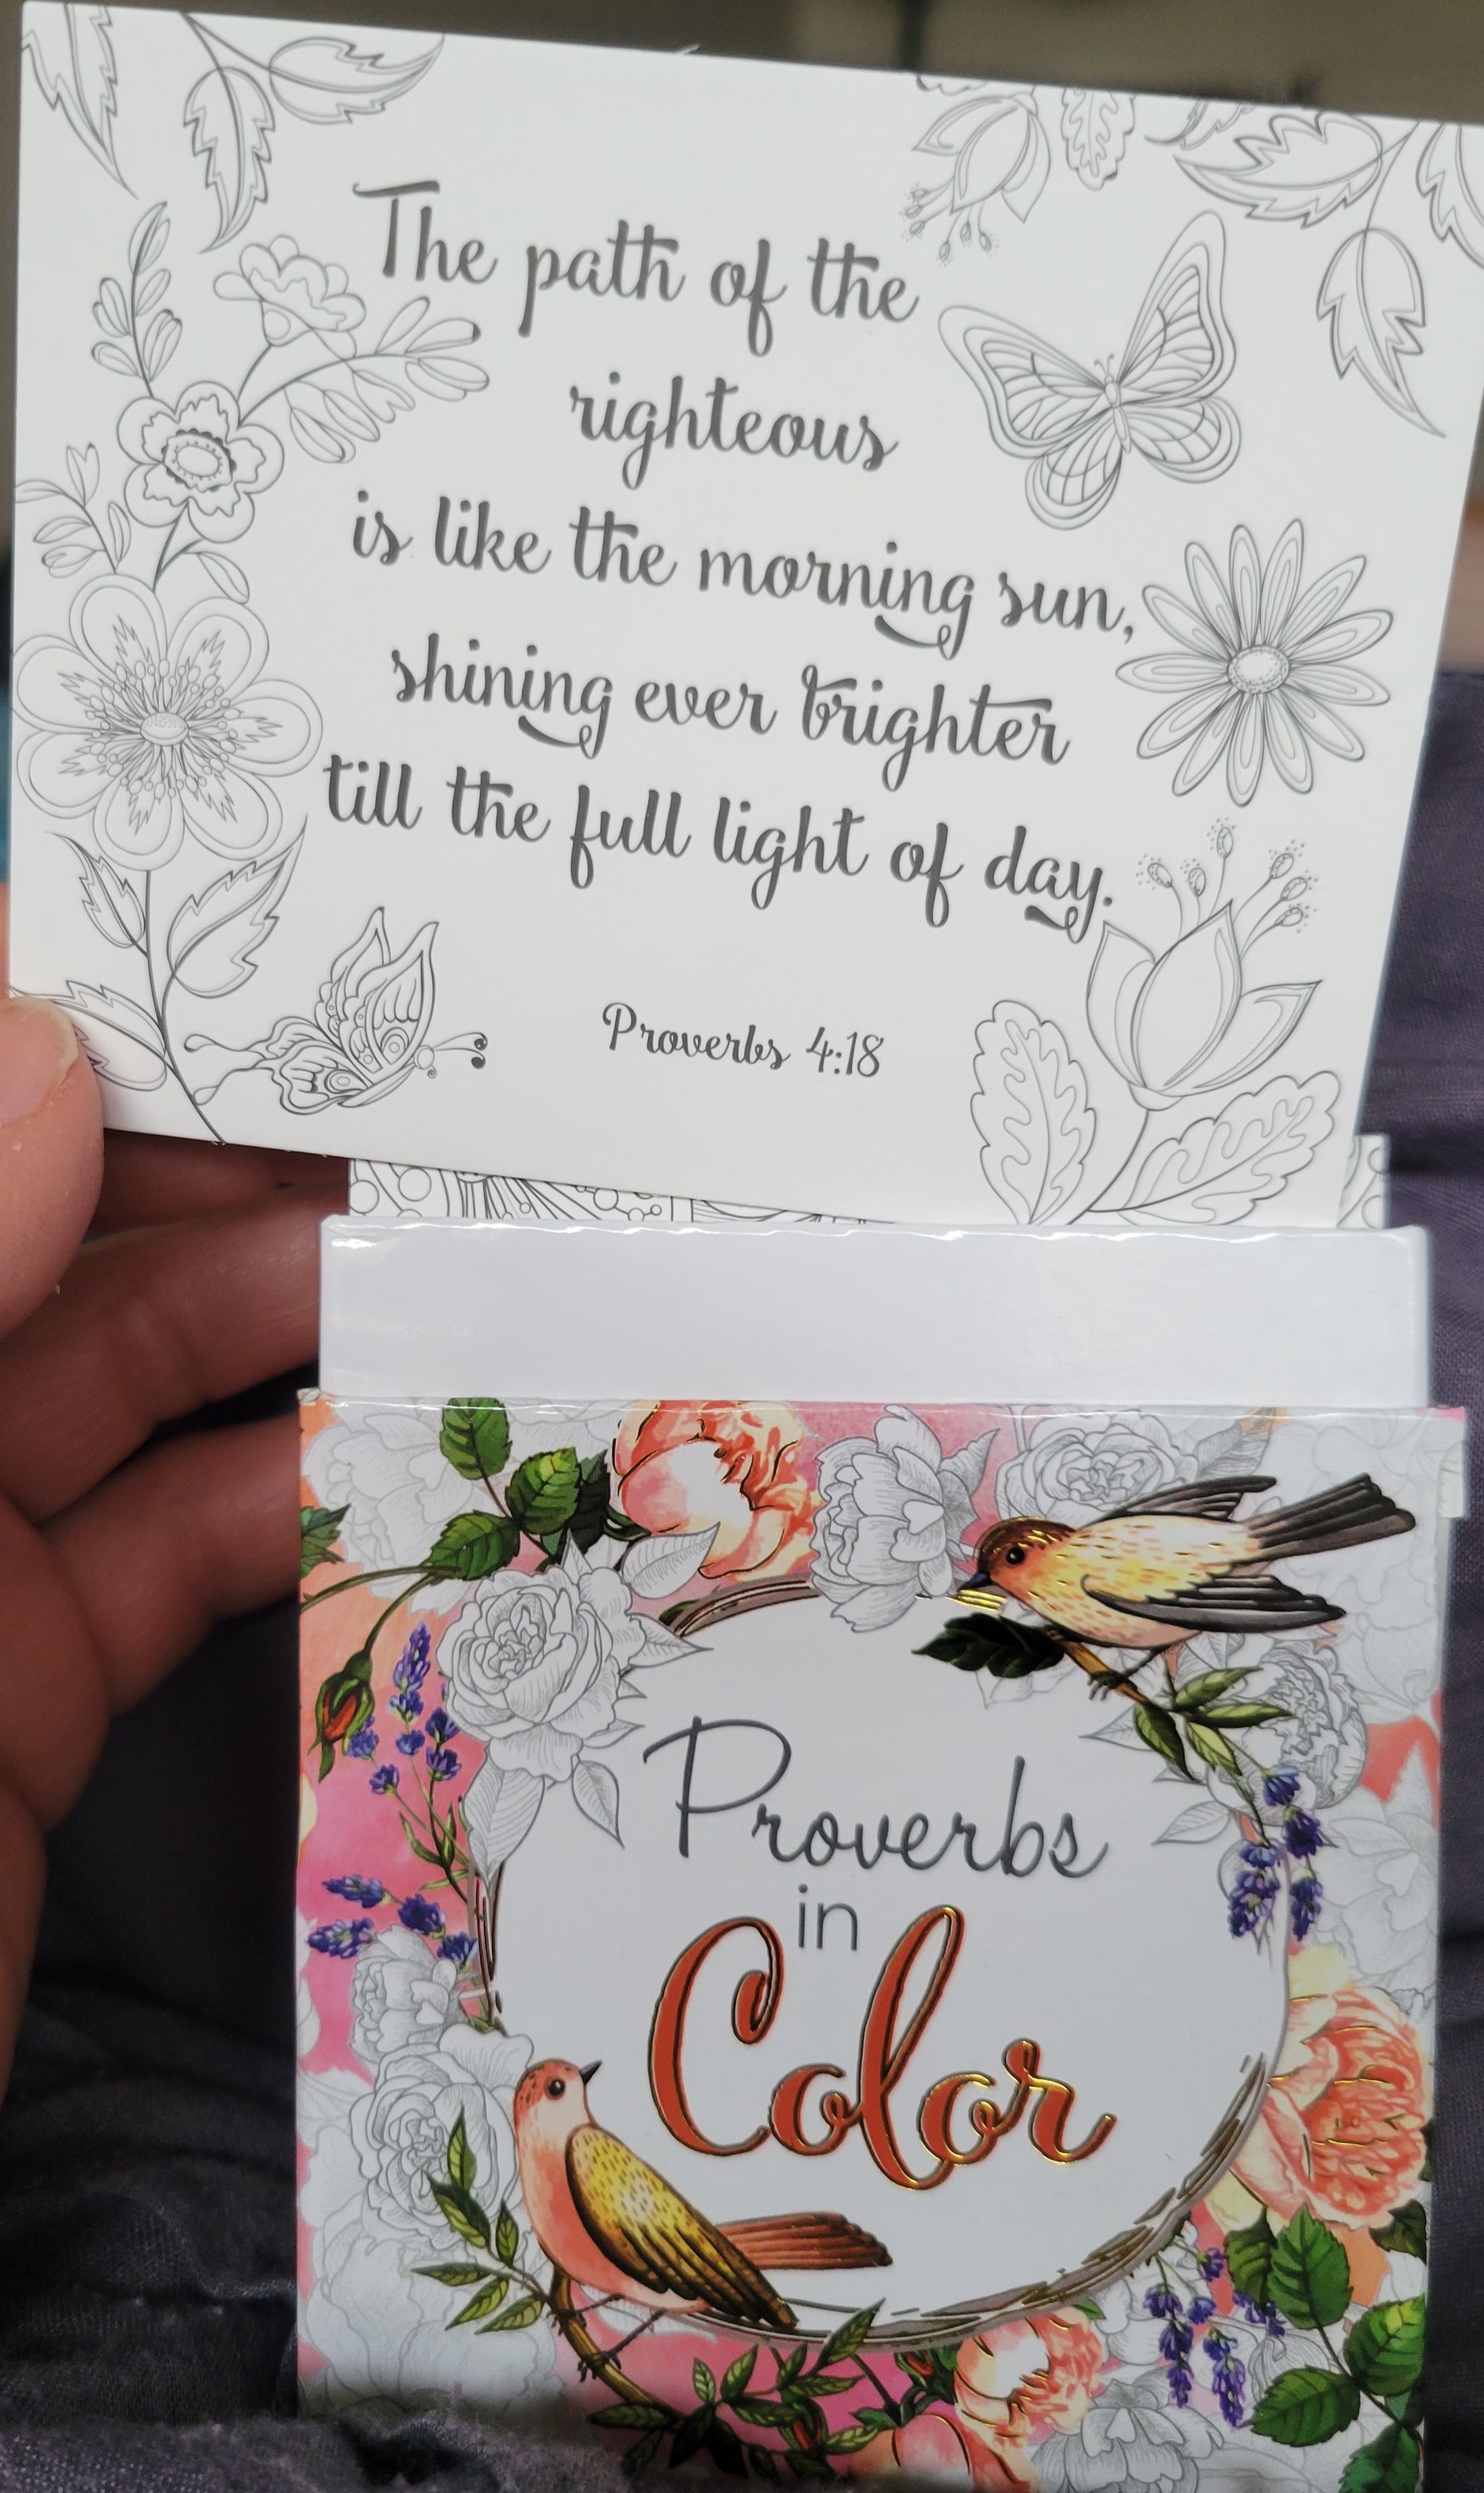 The path of the
righteous
is like the morning sun,
shining ever brighter
till the full light of day.
Proverbs 4:18
Proverbs
in
Color